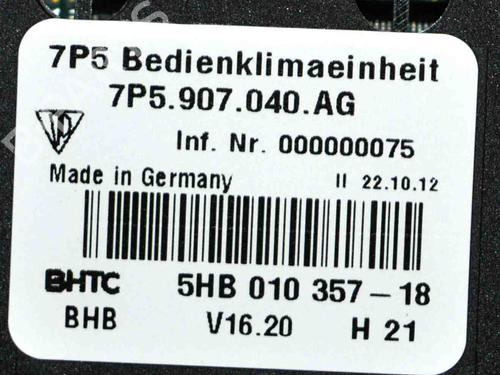 7P5 Bedienklimaeinheit
7P5.907.040.AG
Inf. Nr. 000000075
Made in Germany II 22.10.12
BHTC 5HB 010 357-18
BHB V16.20 H 21